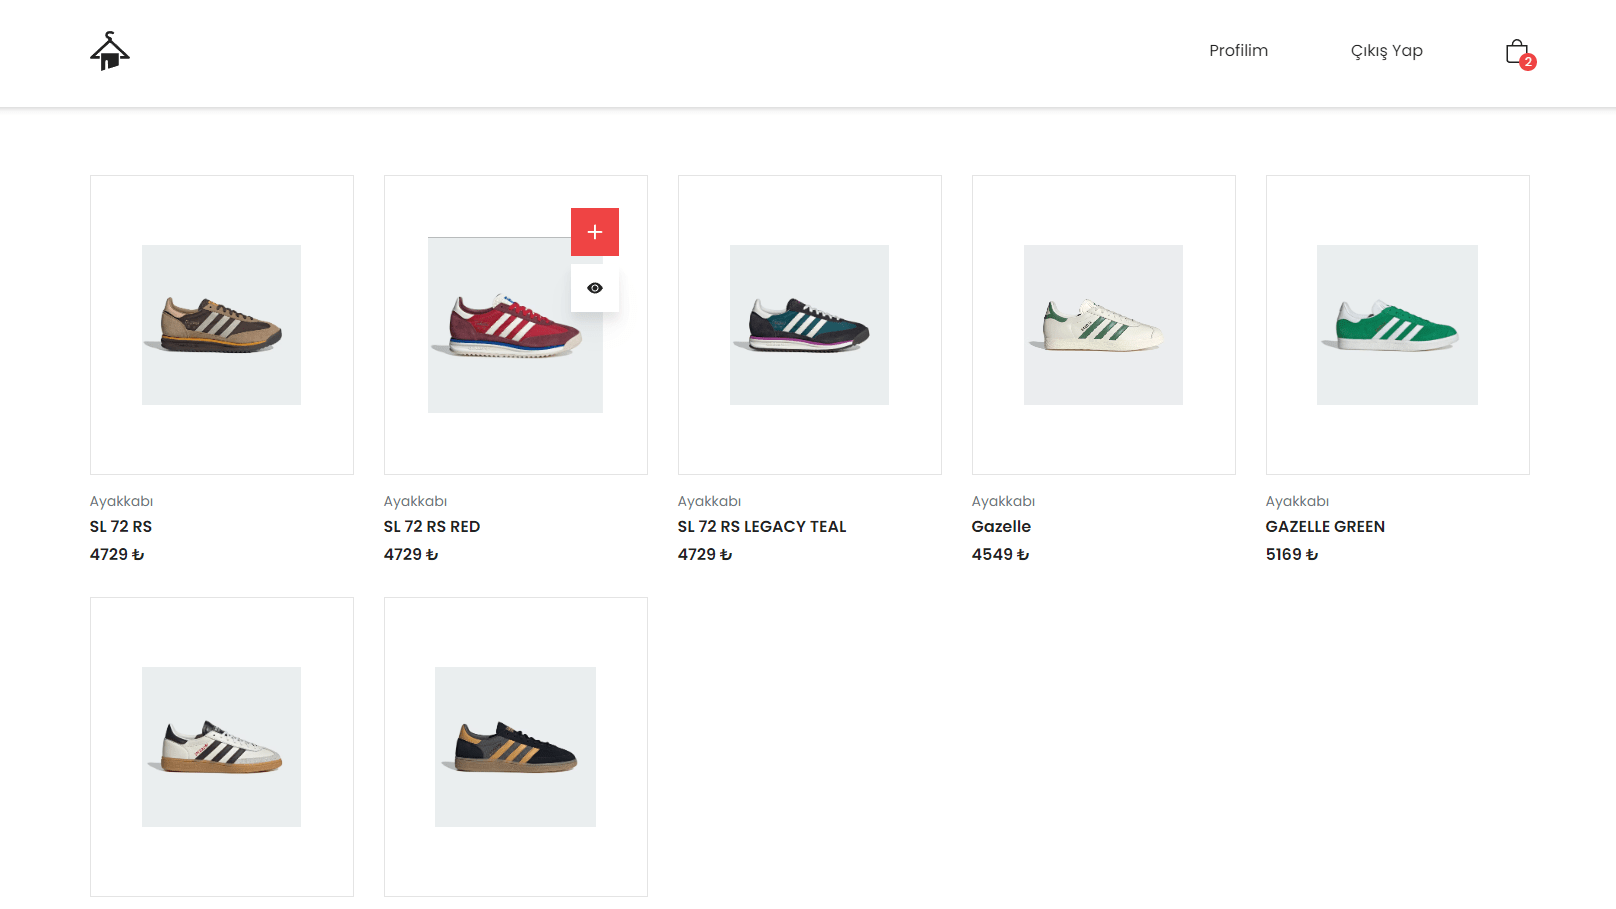 Profilim
Çıkış Yap
2
Ayakkabı
SL 72 RS
4729 ₺
Ayakkabı
SL 72 RS RED
4729 ₺
Ayakkabı
SL 72 RS LEGACY TEAL
4729 ₺
Ayakkabı
Gazelle
4549 ₺
Ayakkabı
GAZELLE GREEN
5169 ₺